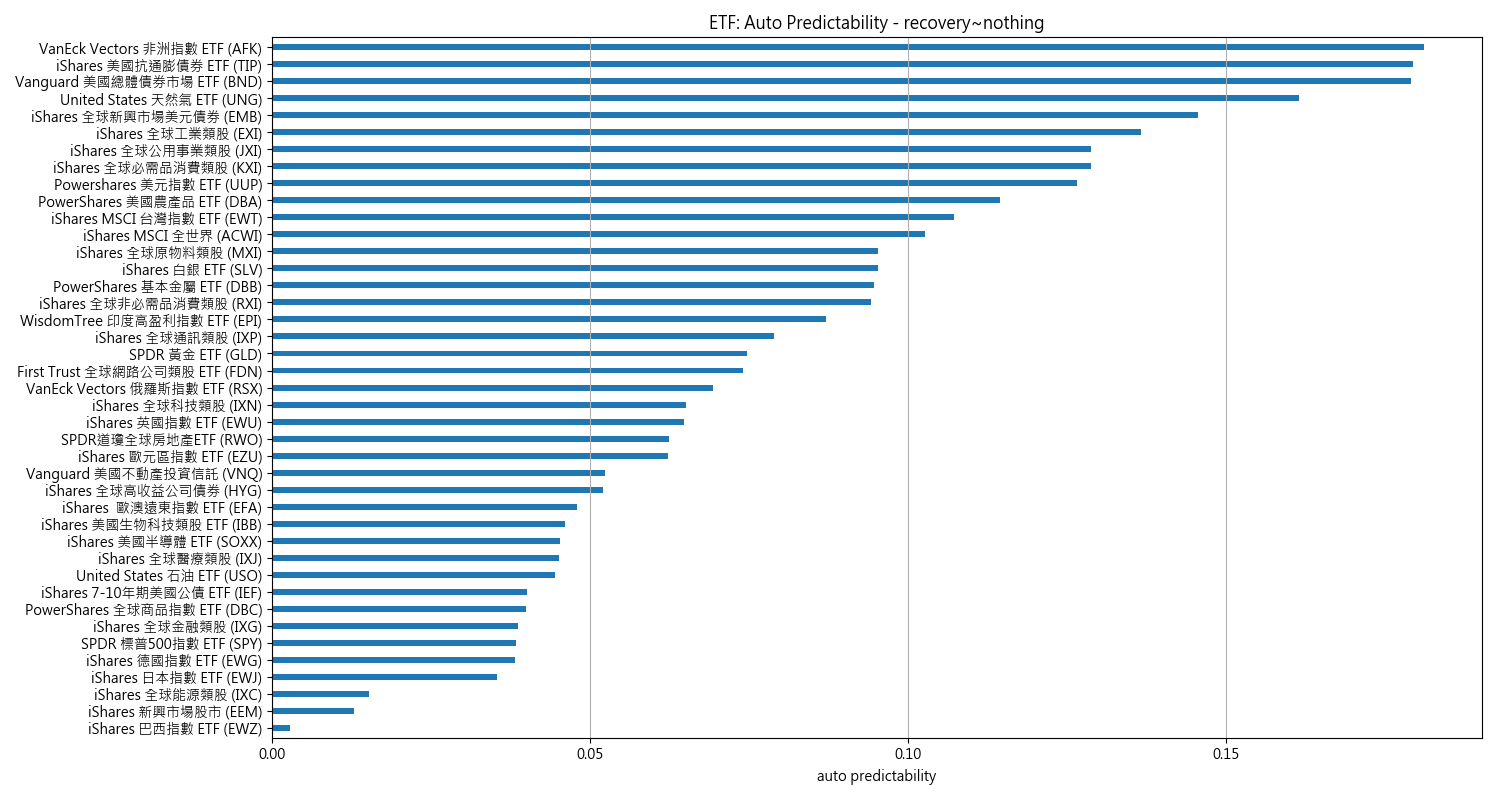 ETF: Auto Predictability - recovery~nothing
VanEck Vectors 非洲指數 ETF (AFK)
iShares 美國抗通膨債券 ETF (TIP)
Vanguard 美國總體債券市場 ETF (BND)
United States 天然氣 ETF (UNG)
iShares 全球新興市場美元債券 (EMB)
iShares 全球工業類股 (EXI)
iShares 全球公用事業類股 (JXI)
iShares 全球必需品消費類股 (KXI)
Powershares 美元指數 ETF (UUP)
PowerShares 美國農產品 ETF (DBA)
iShares MSCI 台灣指數 ETF (EWT)
iShares MSCI 全世界 (ACWI)
iShares 全球原物料類股 (MXI)
iShares 白銀 ETF (SLV)
PowerShares 基本金屬 ETF (DBB)
iShares 全球非必需品消費類股 (RXI)
WisdomTree 印度高盈利指數 ETF (EPI)
iShares 全球通訊類股 (IXP)
SPDR 黃金 ETF (GLD)
First Trust 全球網路公司類股 ETF (FDN)
VanEck Vectors 俄羅斯指數 ETF (RSX)
iShares 全球科技類股 (IXN)
iShares 英國指數 ETF (EWU)
SPDR道瓊全球房地產ETF (RWO)
iShares 歐元區指數 ETF (EZU)
Vanguard 美國不動產投資信託 (VNQ)
iShares 全球高收益公司債券 (HYG)
iShares  歐澳遠東指數 ETF (EFA)
iShares 美國生物科技類股 ETF (IBB)
iShares 美國半導體 ETF (SOXX)
iShares 全球醫療類股 (IXJ)
United States 石油 ETF (USO)
iShares 7-10年期美國公債 ETF (IEF)
PowerShares 全球商品指數 ETF (DBC)
iShares 全球金融類股 (IXG)
SPDR 標普500指數 ETF (SPY)
iShares 德國指數 ETF (EWG)
iShares 日本指數 ETF (EWJ)
iShares 全球能源類股 (IXC)
iShares 新興市場股市 (EEM)
iShares 巴西指數 ETF (EWZ)
0.00 0.05 0.10 0.15
auto predictability